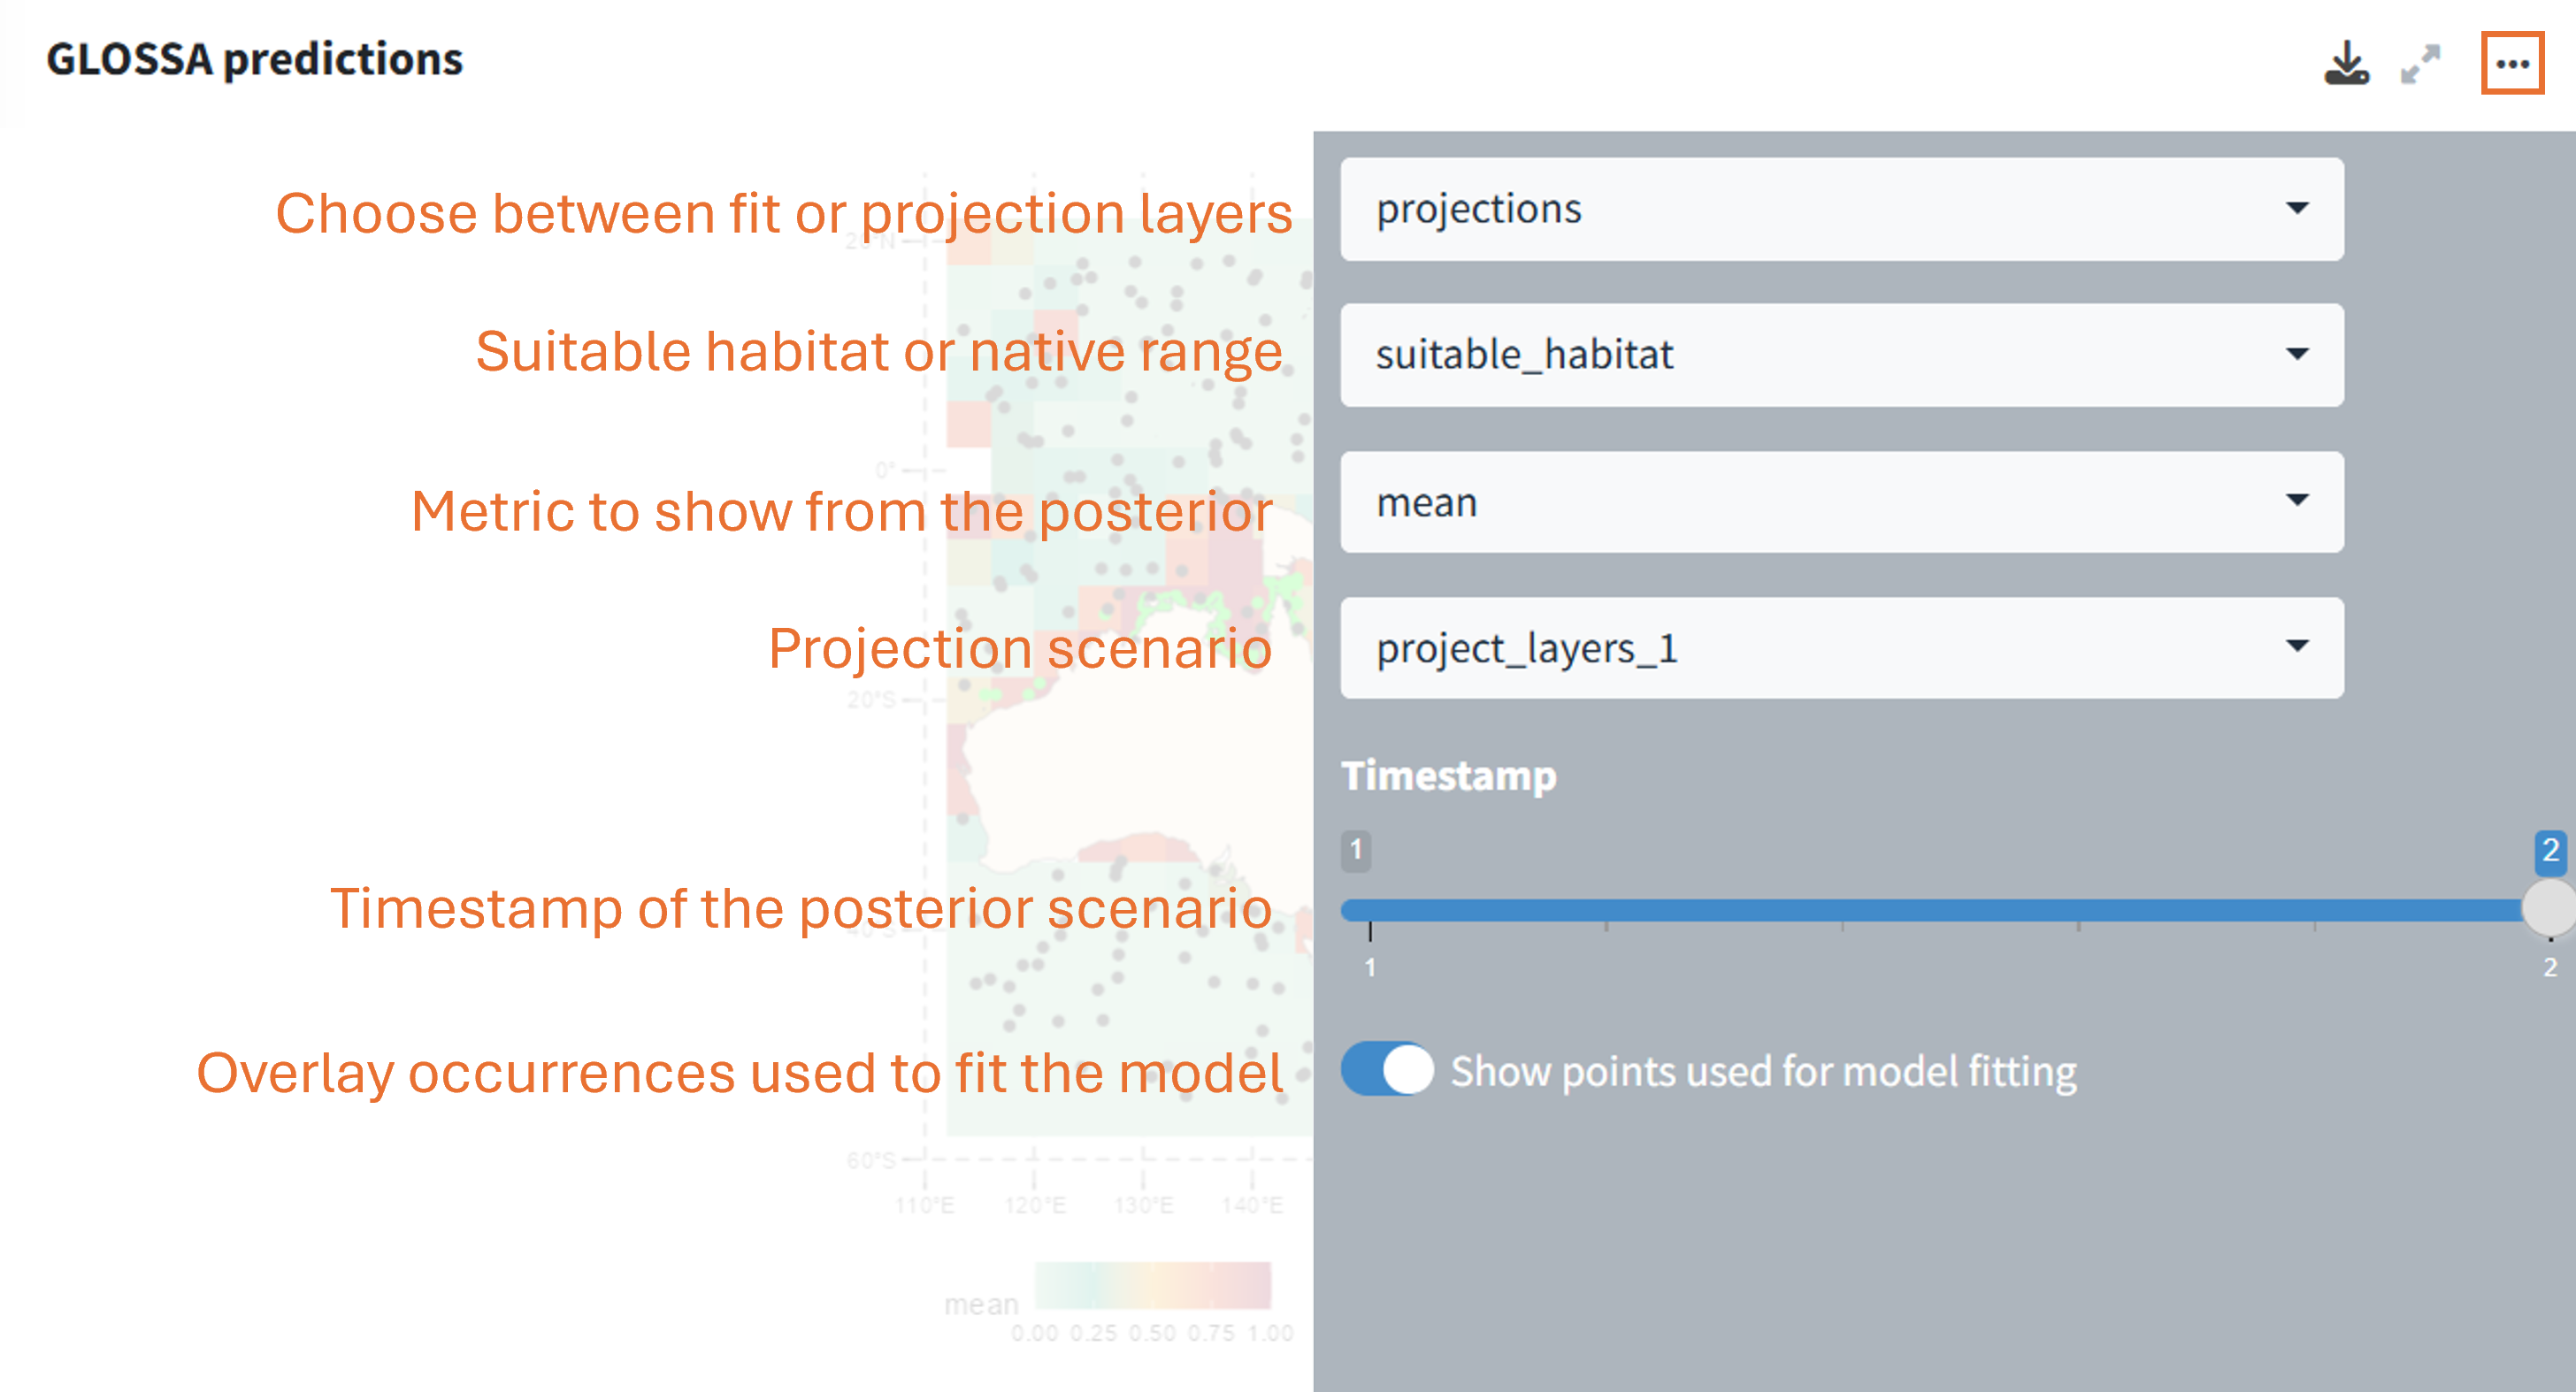 GLOSSA predictions
Choose between fit or projection layers
projections
20°N
Suitable habitat or native range
suitable_habitat
0°
Metric to show from the posterior
mean
Projection scenario
project_layers_1
20°S
Timestamp
1
2
Timestamp of the posterior scenario
40°S
1
2
Overlay occurrences used to fit the model
Show points used for model fitting
60°S
110°E 120°E 130°E 140°E
mean
0.00 0.25 0.50 0.75 1.00